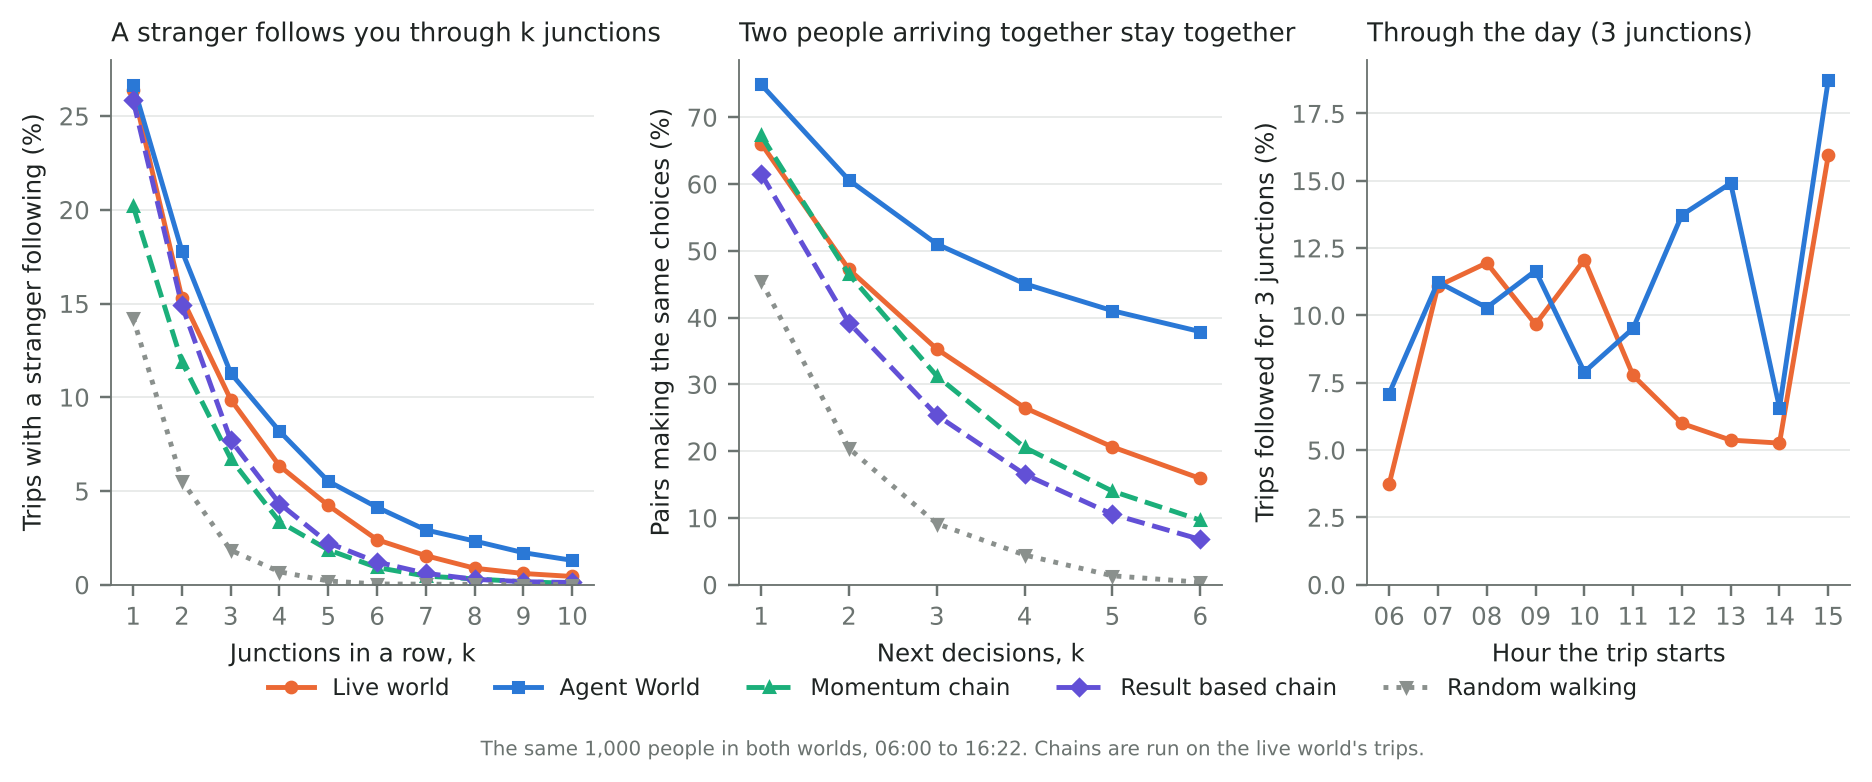 A stranger follows you through k junctions
Trips with a stranger following (%)
25
20
15
10
5
0
1 2 3 4 5 6 7 8 9 10
Junctions in a row, k
Two people arriving together stay together
Pairs making the same choices (%)
70
60
50
40
30
20
10
0
1 2 3 4 5 6
Next decisions, k
Through the day (3 junctions)
Trips followed for 3 junctions (%)
17.5
15.0
12.5
10.0
7.5
5.0
2.5
0.0
06 07 08 09 10 11 12 13 14 15
Hour the trip starts
Live world Agent World Momentum chain Result based chain Random walking
The same 1,000 people in both worlds, 06:00 to 16:22. Chains are run on the live world's trips.